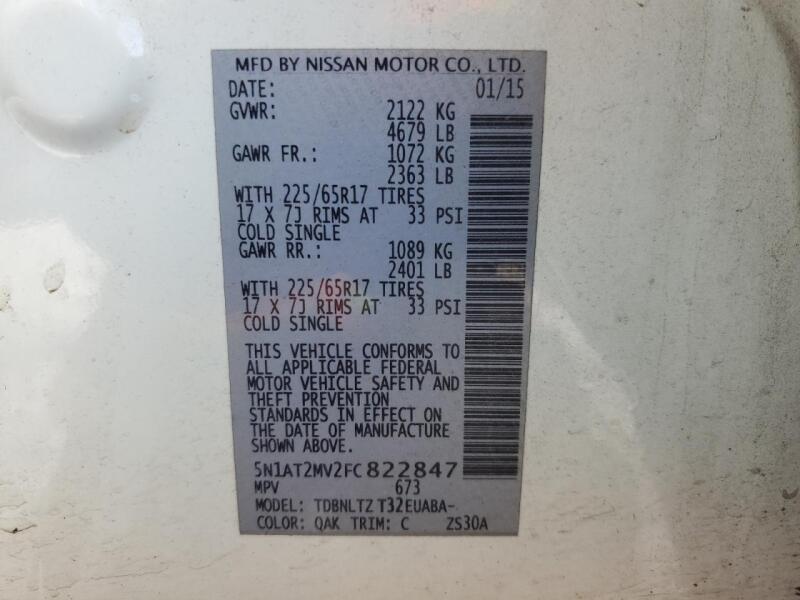 MFD BY NISSAN MOTOR CO., LTD.
DATE: 01/15
GVWR: 2122 KG
4679 LB
GAWR FR.: 1072 KG
2363 LB
WITH 225/65R17 TIRES
17 X 7J RIMS AT 33 PSI
COLD SINGLE
GAWR RR.: 1089 KG
2401 LB
WITH 225/65R17 TIRES
17 X 7J RIMS AT 33 PSI
COLD SINGLE
THIS VEHICLE CONFORMS TO
ALL APPLICABLE FEDERAL
MOTOR VEHICLE SAFETY AND
THEFT PREVENTION
STANDARDS IN EFFECT ON
THE DATE OF MANUFACTURE
SHOWN ABOVE.
5N1AT2MV2FC822847
MPV 673
MODEL: TDBNLTZ T32EUABA-
COLOR: QAK TRIM: C ZS30A